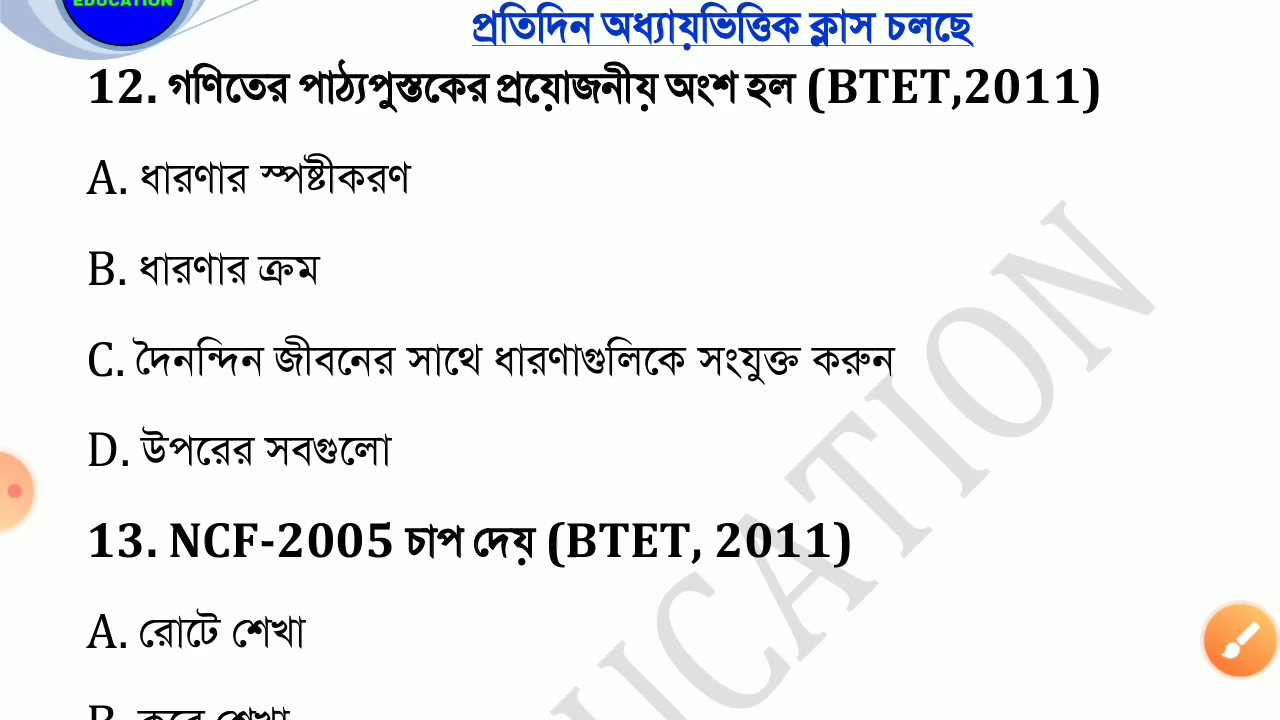 EDUCATION
প্রতিদিন অধ্যায়ভিত্তিক ক্লাস চলছে
12. গণিতের পাঠ্যপুস্তকের প্রয়োজনীয় অংশ হল (BTET,2011)
A. ধারণার স্পষ্টীকরণ
B. ধারণার ক্রম
C. দৈনন্দিন জীবনের সাথে ধারণাগুলিকে সংযুক্ত করুন
D. উপরের সবগুলো
13. NCF-2005 চাপ দেয় (BTET, 2011)
A. রোটে শেখা